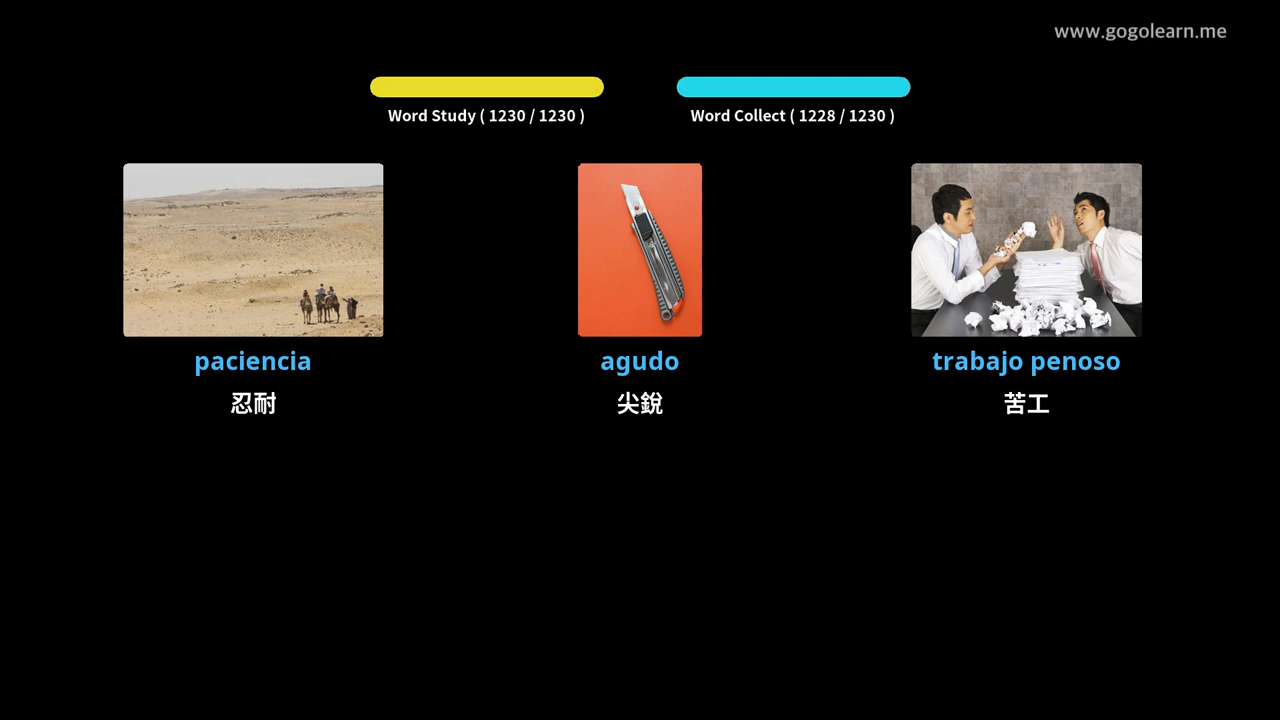 www.gogolearn.me
Word Study ( 1230 / 1230 )
Word Collect ( 1228 / 1230 )
paciencia
agudo
trabajo penoso
忍耐
尖銳
苦工